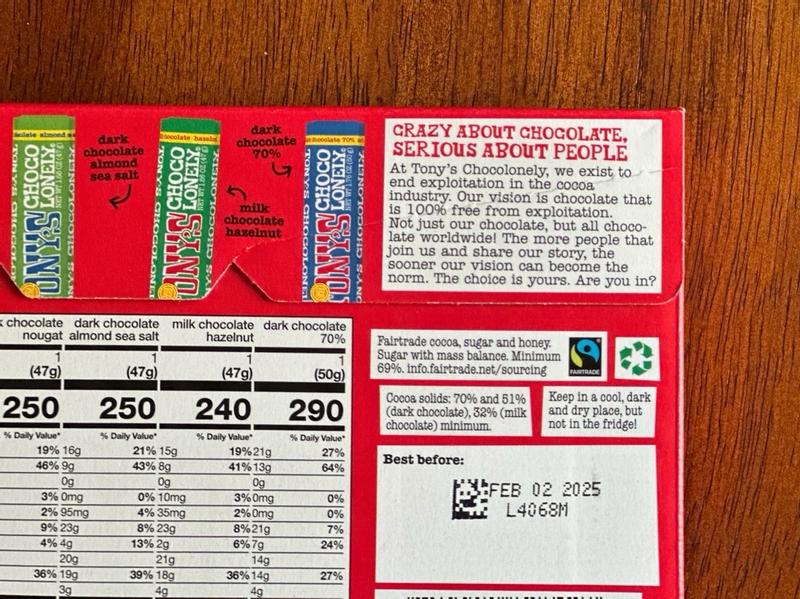 dark
chocolate
almond
sea salt
dark
chocolate
70%
milk
chocolate
hazelnut
TONY'S CHOCO LONELY.
TONY'S CHOCO LONELY.
TONY'S CHOCO LONELY.
CRAZY ABOUT CHOCOLATE,
SERIOUS ABOUT PEOPLE
At Tony's Chocolonely, we exist to
end exploitation in the cocoa
industry. Our vision is chocolate that
is 100% free from exploitation.
Not just our chocolate, but all choco-
late worldwide! The more people that
join us and share our story, the
sooner our vision can become the
norm. The choice is yours. Are you in?
chocolate dark chocolate milk chocolate dark chocolate
nougat almond sea salt hazelnut 70%
1 1 1 1
(47g) (47g) (47g) (50g)
250 250 240 290
% Daily Value* % Daily Value* % Daily Value* % Daily Value*
19% 16g 21% 15g 19% 21g 27%
46% 9g 43% 8g 41% 13g 64%
0g 0g 0g
3% 0mg 0% 10mg 3% 0mg 0%
2% 95mg 4% 35mg 2% 0mg 0%
9% 23g 8% 23g 8% 21g 7%
4% 4g 13% 2g 6% 7g 24%
20g 21g 14g
36% 19g 39% 18g 36% 14g 27%
3g 4g 4g
Fairtrade cocoa, sugar and honey.
Sugar with mass balance. Minimum
69%. info.fairtrade.net/sourcing
FAIRTRADE
Cocoa solids: 70% and 51%
(dark chocolate), 32% (milk
chocolate) minimum.
Keep in a cool, dark
and dry place, but
not in the fridge!
Best before:
FEB 02 2025
L4068M